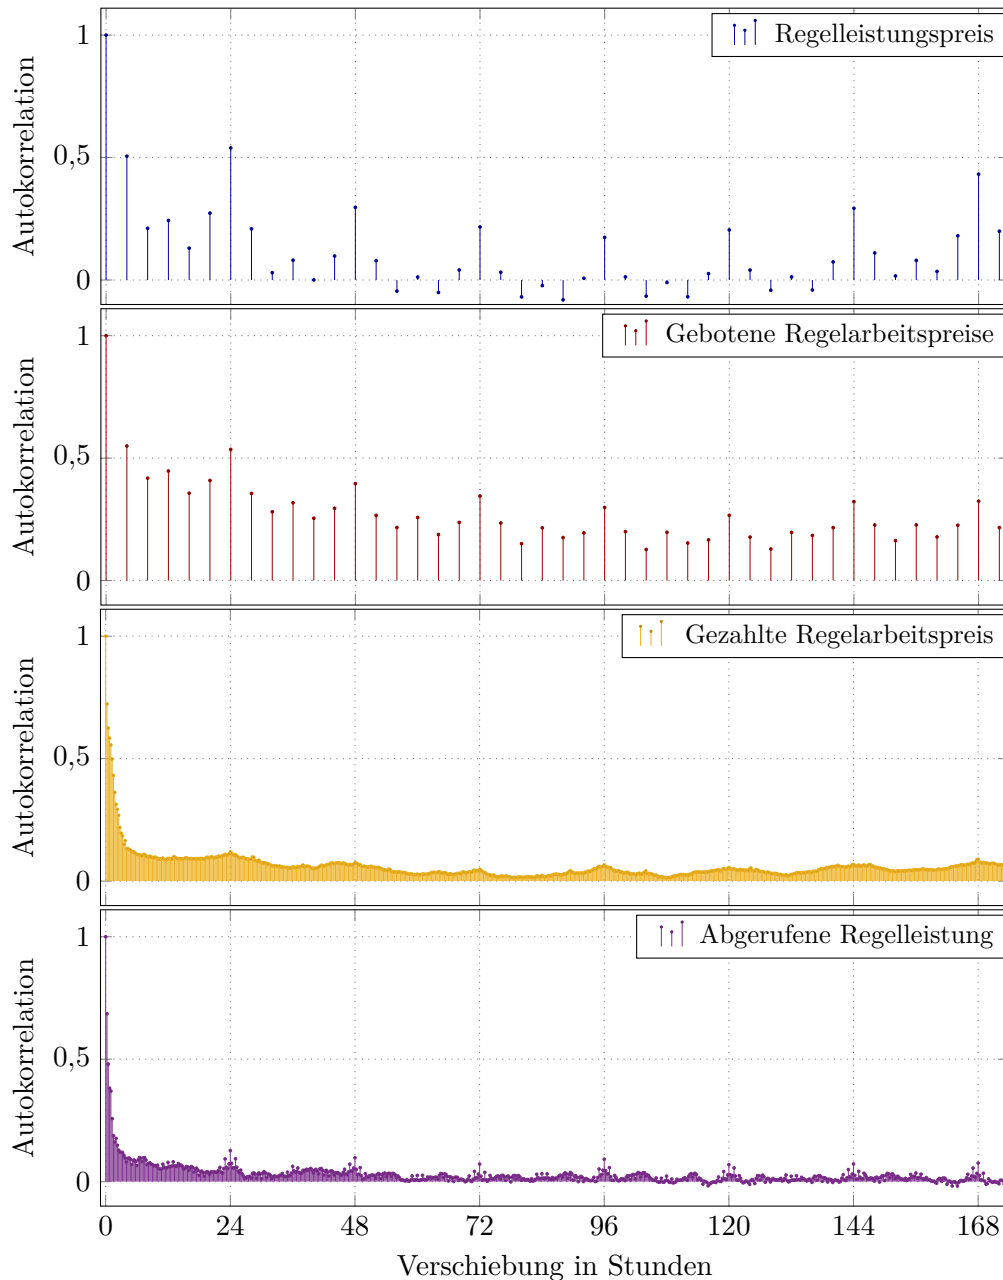 Regelleistungspreis
1
0,5
0
Autokorrelation
Gebotene Regelarbeitspreise
1
0,5
0
Autokorrelation
Gezahlte Regelarbeitspreis
1
0,5
0
Autokorrelation
Abgerufene Regelleistung
1
0,5
0
Autokorrelation
0 24 48 72 96 120 144 168
Verschiebung in Stunden